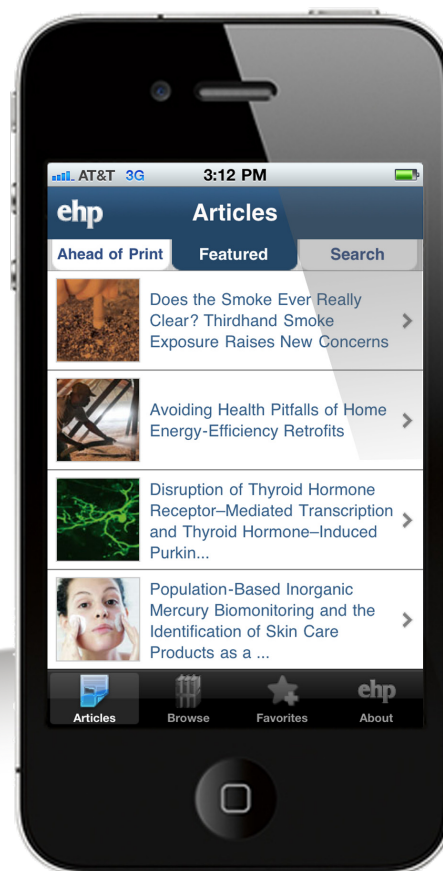 AT&T 3G 3:12 PM
ehp Articles
Ahead of Print Featured Search
Does the Smoke Ever Really
Clear? Thirdhand Smoke
Exposure Raises New Concerns
Avoiding Health Pitfalls of Home
Energy-Efficiency Retrofits
Disruption of Thyroid Hormone
Receptor–Mediated Transcription
and Thyroid Hormone–Induced
Purkin...
Population-Based Inorganic
Mercury Biomonitoring and the
Identification of Skin Care
Products as a ...
ehp
Articles Browse Favorites About